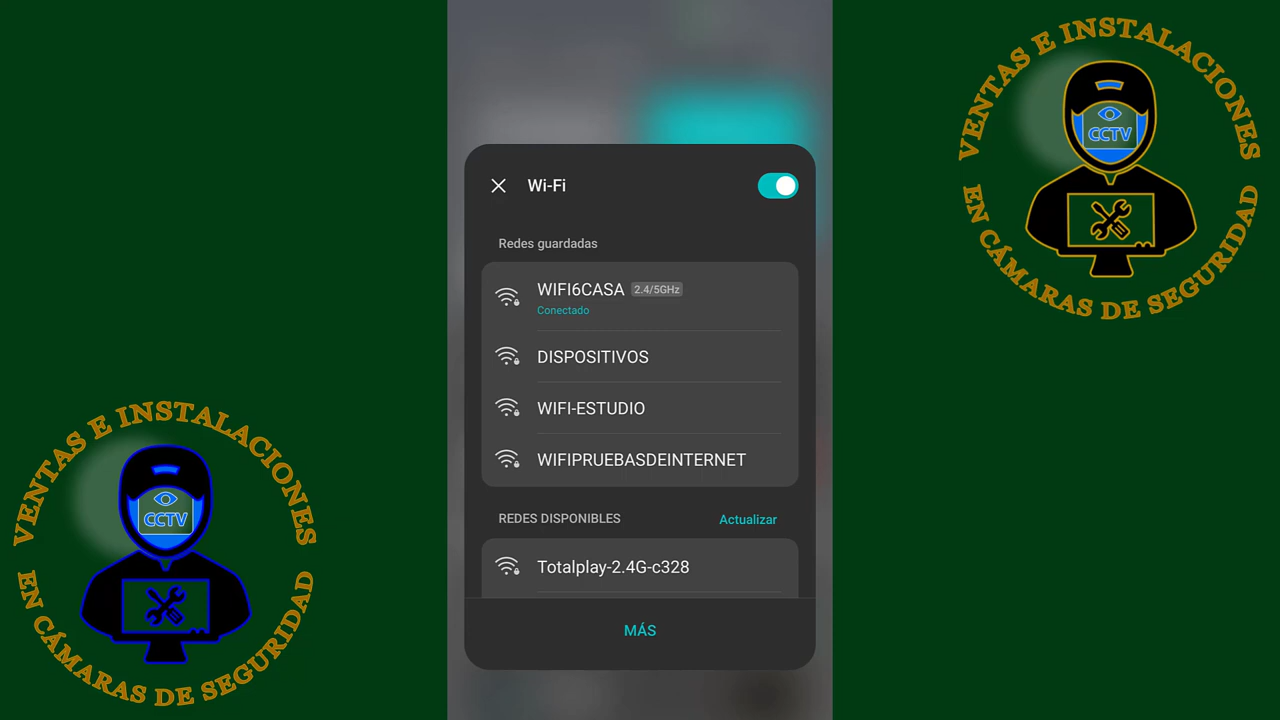 Wi-Fi
Redes guardadas
WIFI6CASA 2.4/5GHz
Conectado
DISPOSITIVOS
WIFI-ESTUDIO
WIFIPRUEBASDEINTERNET
REDES DISPONIBLES Actualizar
Totalplay-2.4G-c328
MÁS
VENTAS E INSTALACIONES
CCTV
EN CÁMARAS DE SEGURIDAD
VENTAS E INSTALACIONES
CCTV
EN CÁMARAS DE SEGURIDAD